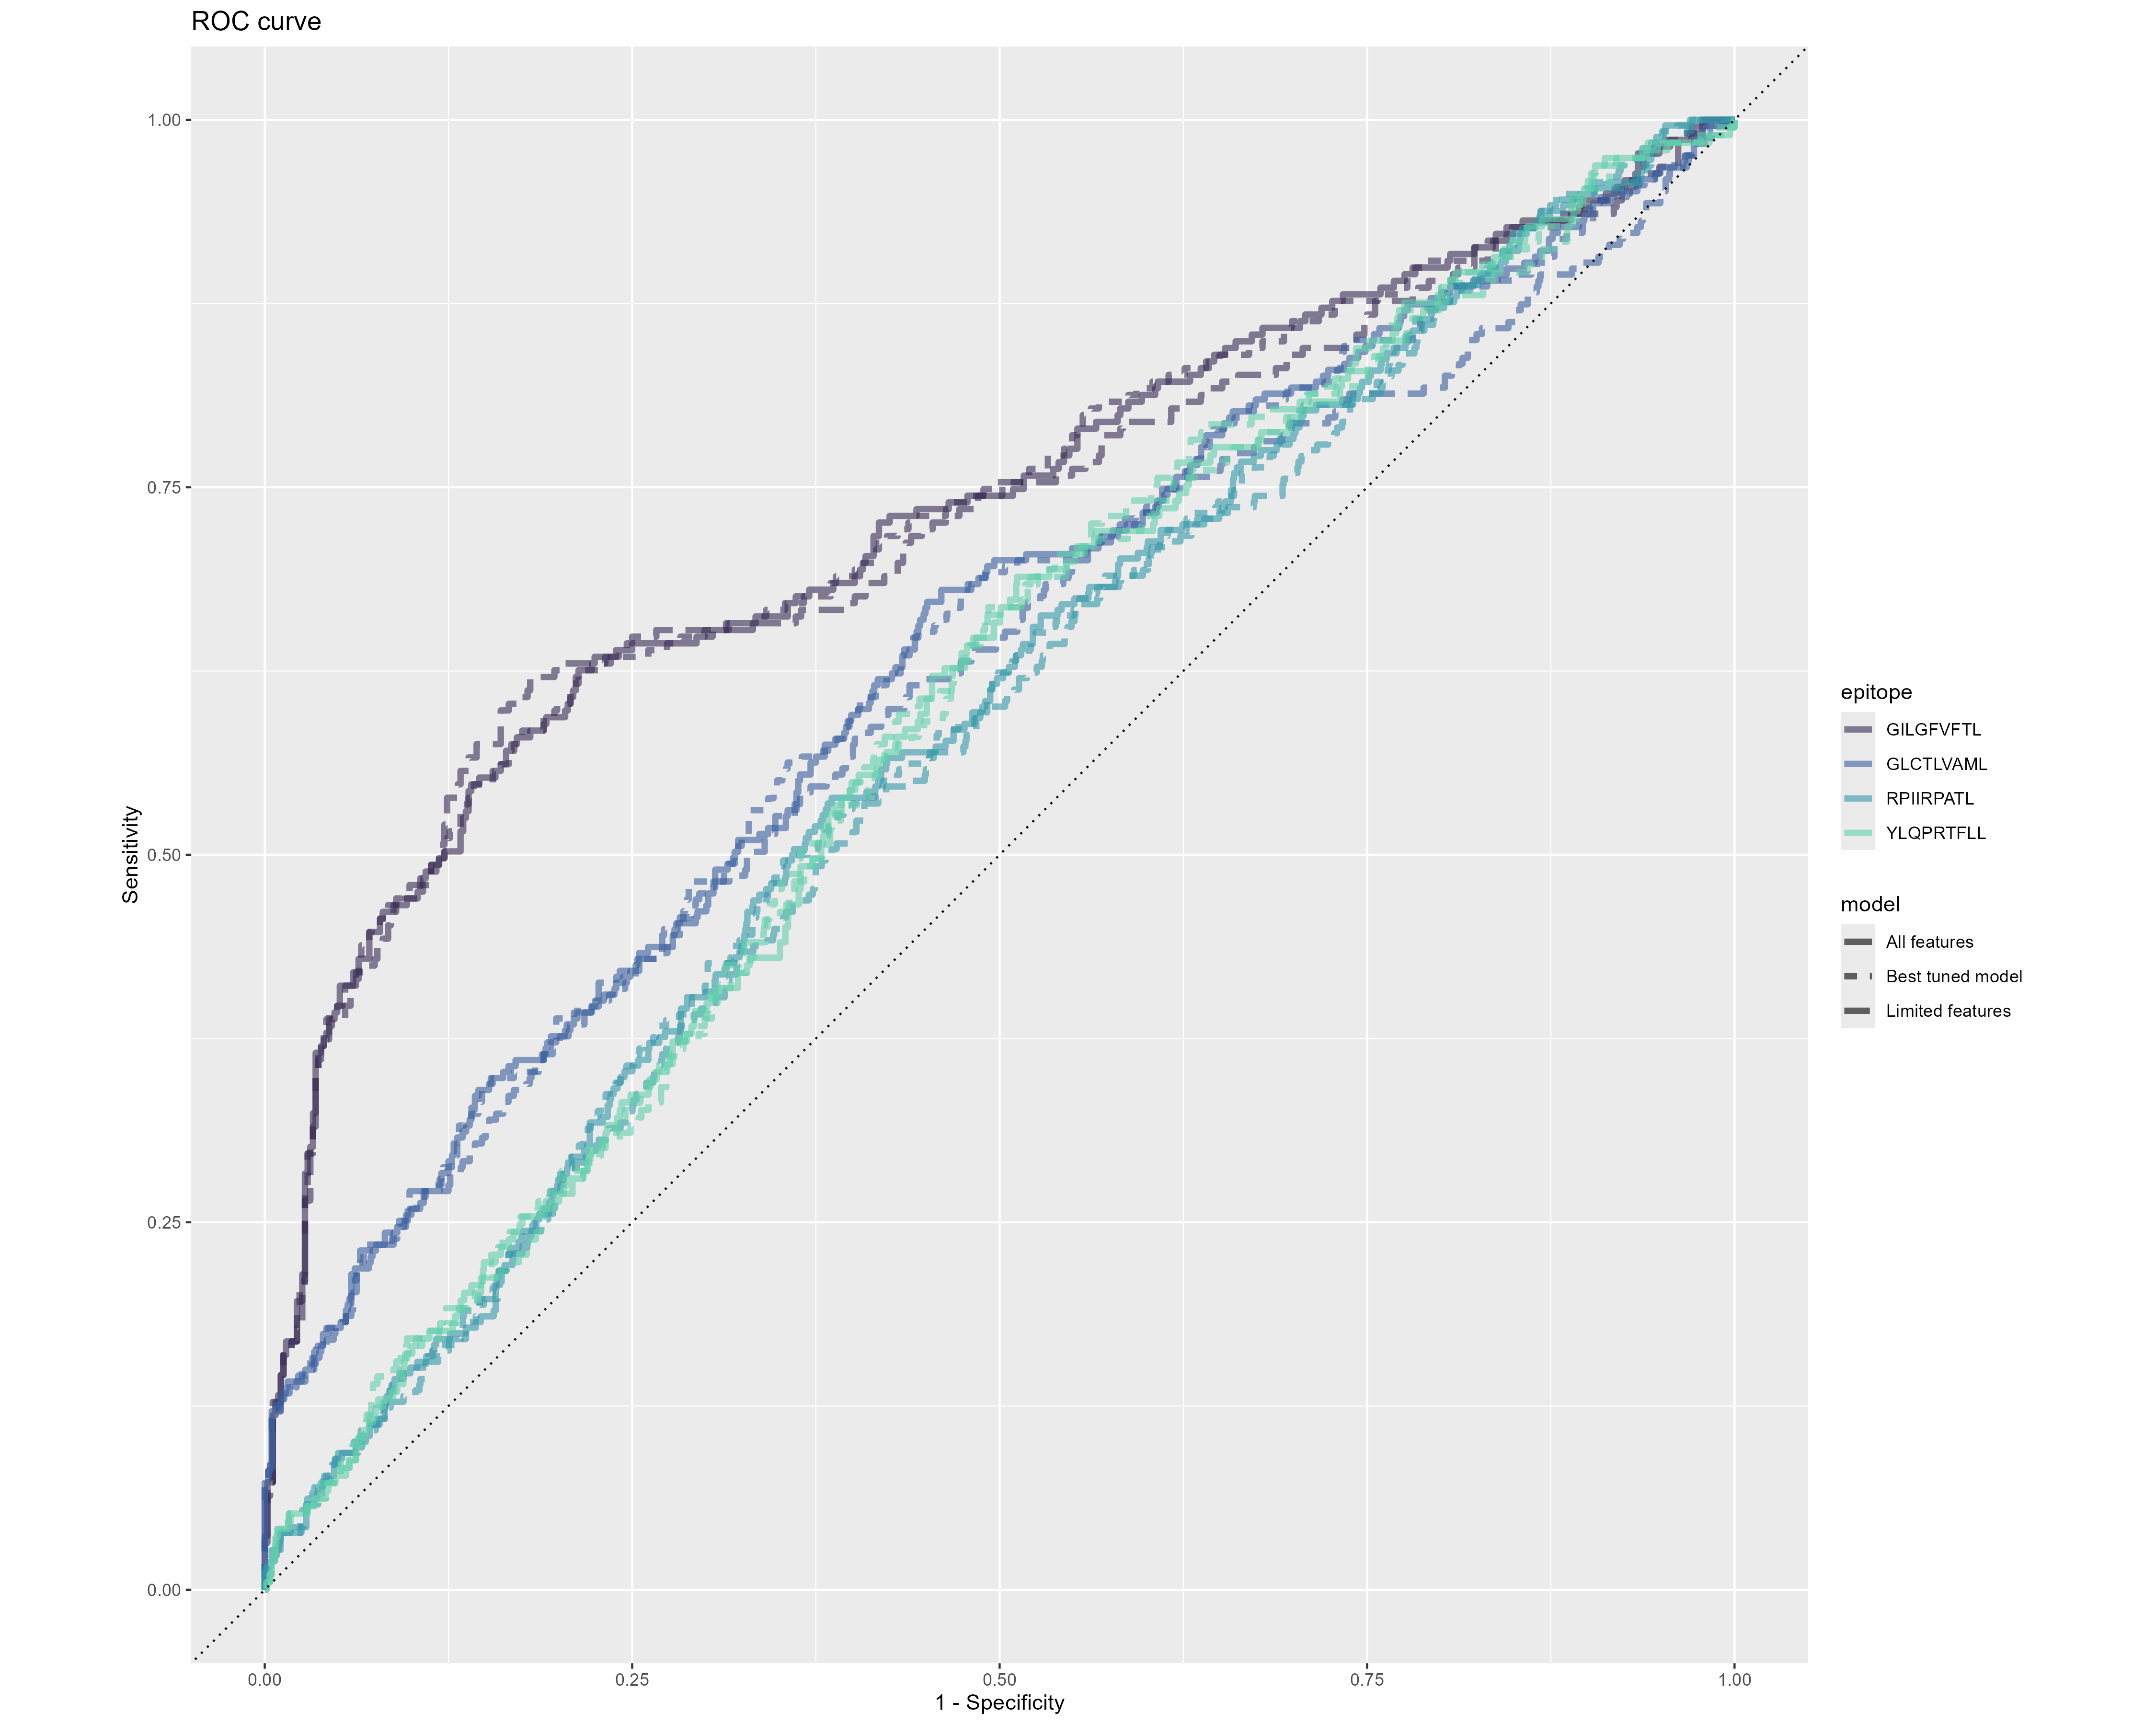 ROC curve
1.00
0.75
0.50
0.25
0.00
Sensitivity
0.00 0.25 0.50 0.75 1.00
1 - Specificity
epitope
GILGFVFTL
GLCTLVAML
RPIIRPATL
YLQPRTFLL
model
All features
Best tuned model
Limited features